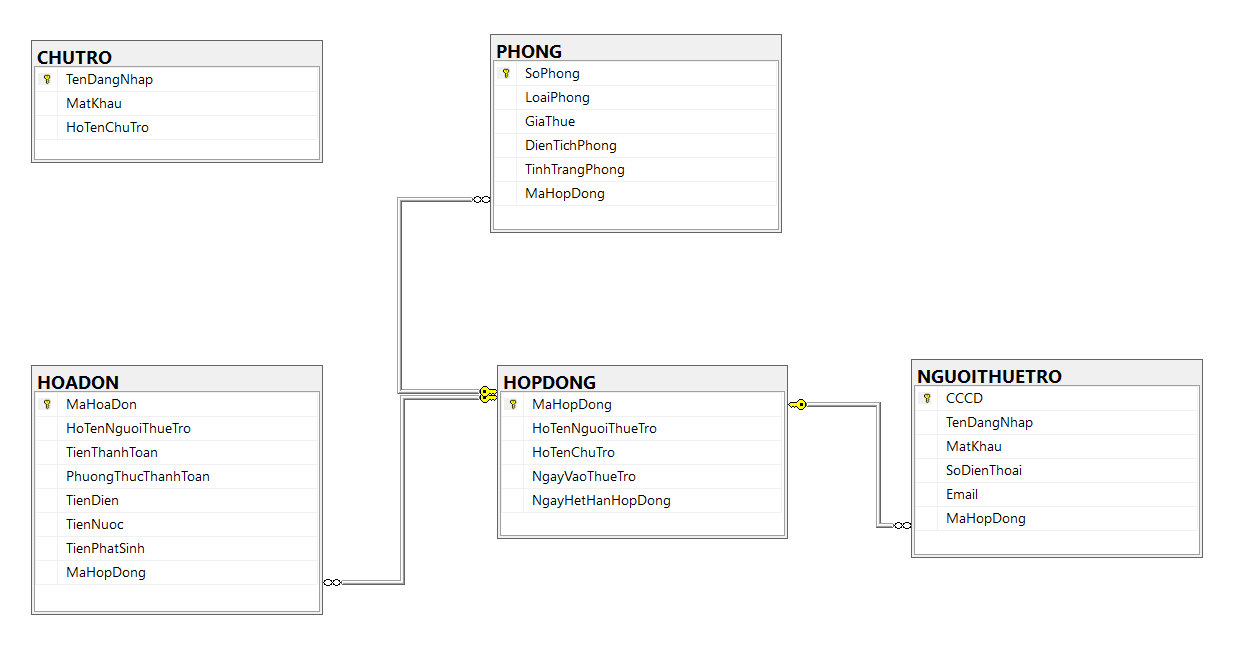 CHUTRO
TenDangNhap
MatKhau
HoTenChuTro
PHONG
SoPhong
LoaiPhong
GiaThue
DienTichPhong
TinhTrangPhong
MaHopDong
HOADON
MaHoaDon
HoTenNguoiThueTro
TienThanhToan
PhuongThucThanhToan
TienDien
TienNuoc
TienPhatSinh
MaHopDong
HOPDONG
MaHopDong
HoTenNguoiThueTro
HoTenChuTro
NgayVaoThueTro
NgayHetHanHopDong
NGUOITHUETRO
CCCD
TenDangNhap
MatKhau
SoDienThoai
Email
MaHopDong